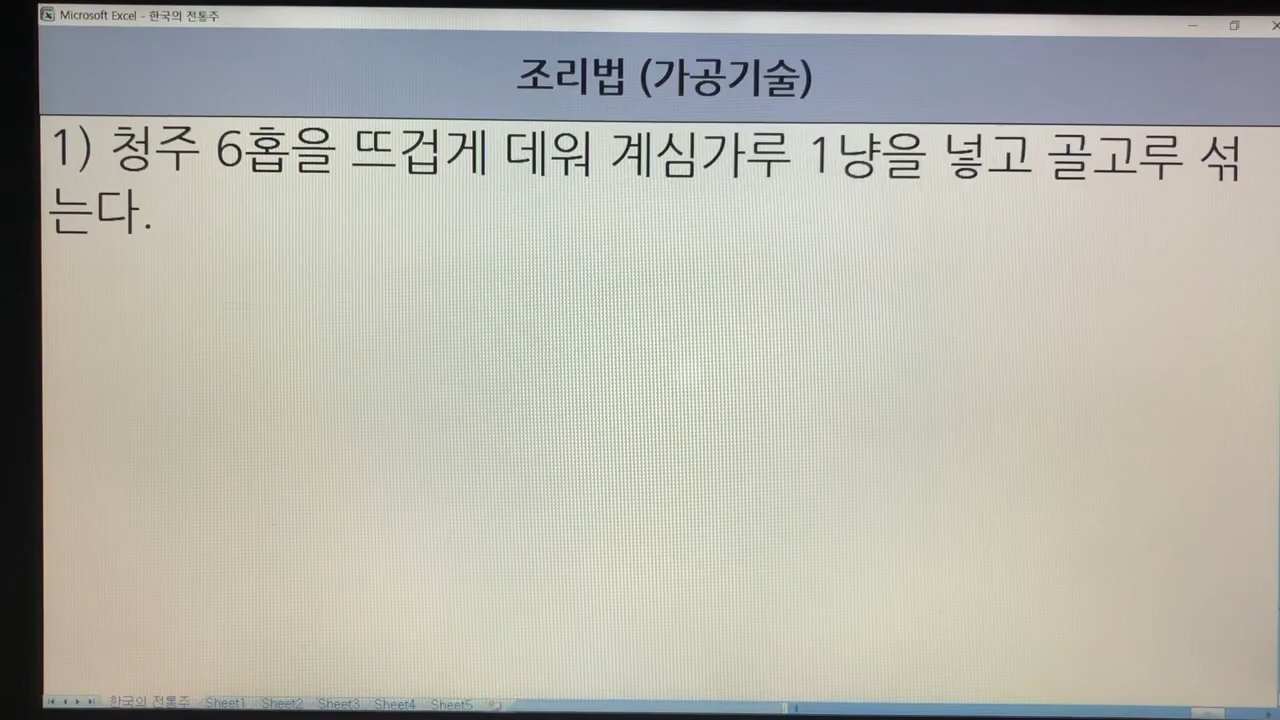 Microsoft Excel - 한국의 전통주
조리법 (가공기술)
1) 청주 6홉을 뜨겁게 데워 계심가루 1냥을 넣고 골고루 섞
는다.
한국의 전통주 Sheet1 Sheet2 Sheet3 Sheet4 Sheet5